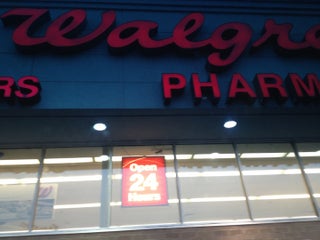 Walgre
RS PHARM
Open
24
Hours